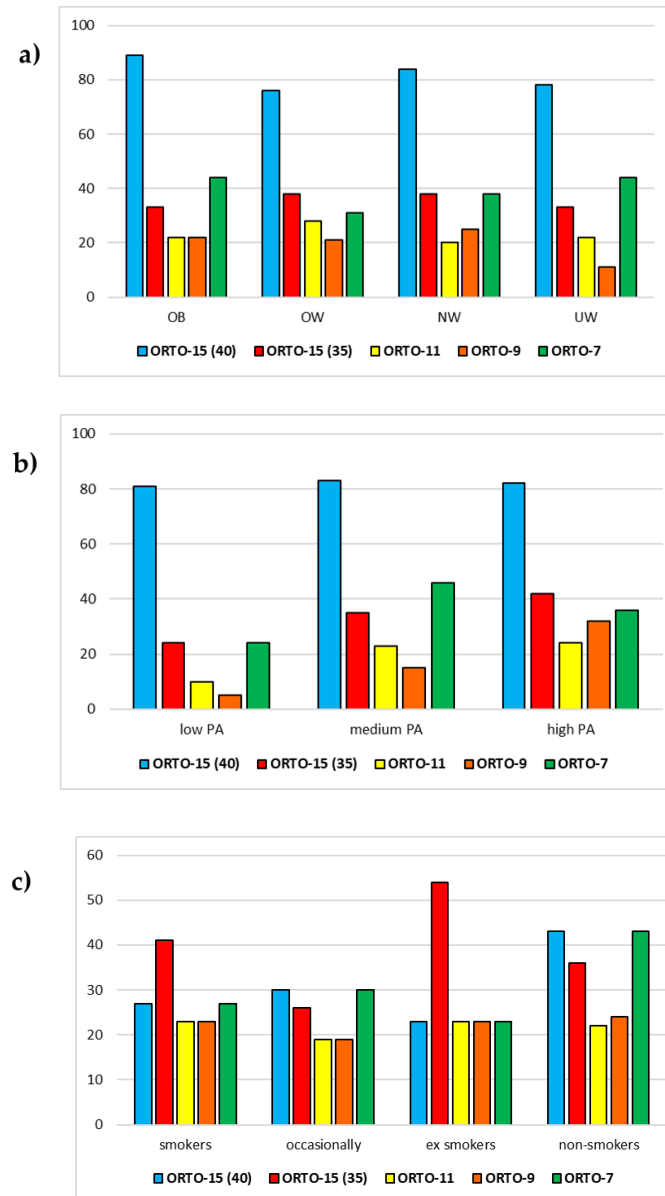 a)
100
80
60
40
20
0
OB OW NW UW
ORTO-15 (40) ORTO-15 (35) ORTO-11 ORTO-9 ORTO-7
b)
100
80
60
40
20
0
low PA medium PA high PA
ORTO-15 (40) ORTO-15 (35) ORTO-11 ORTO-9 ORTO-7
c)
60
50
40
30
20
10
0
smokers occasionally ex smokers non-smokers
ORTO-15 (40) ORTO-15 (35) ORTO-11 ORTO-9 ORTO-7